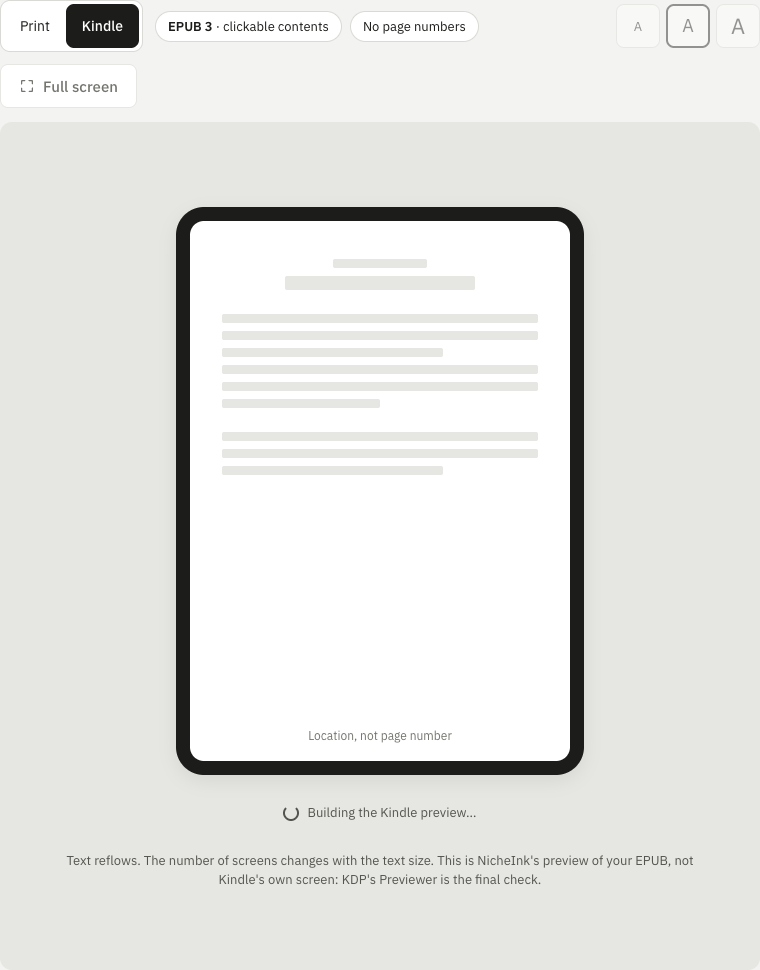 Print
Kindle
EPUB 3 · clickable contents
No page numbers
A
A
A
Full screen
Location, not page number
Building the Kindle preview...
Text reflows. The number of screens changes with the text size. This is NicheInk's preview of your EPUB, not
Kindle's own screen: KDP's Previewer is the final check.